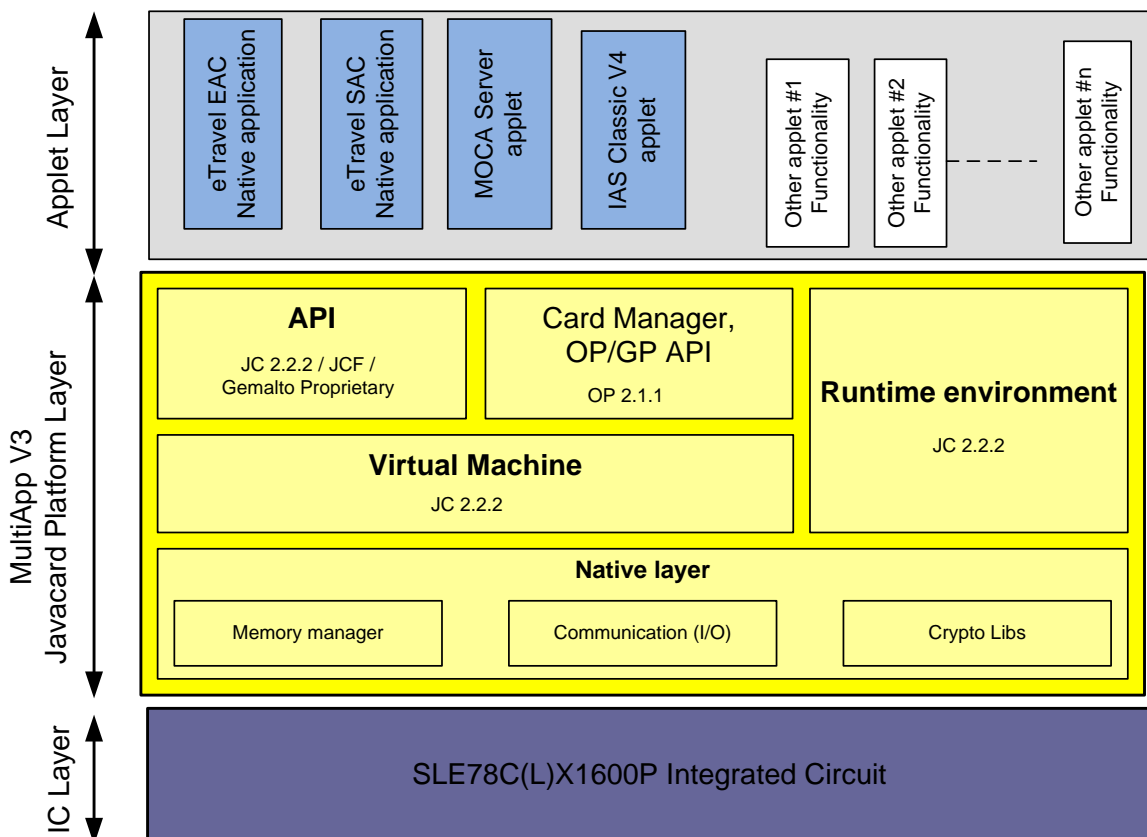 Applet Layer
eTravel EAC
Native application
eTravel SAC
Native application
MOCA Server
applet
IAS Classic V4
applet
Other applet #1
Functionality
Other applet #2
Functionality
Other applet #n
Functionality
MultiApp V3
Javacard Platform Layer
API
JC 2.2.2 / JCF /
Gemalto Proprietary
Card Manager,
OP/GP API
OP 2.1.1
Runtime environment
JC 2.2.2
Virtual Machine
JC 2.2.2
Native layer
Memory manager
Communication (I/O)
Crypto Libs
IC Layer
SLE78C(L)X1600P Integrated Circuit